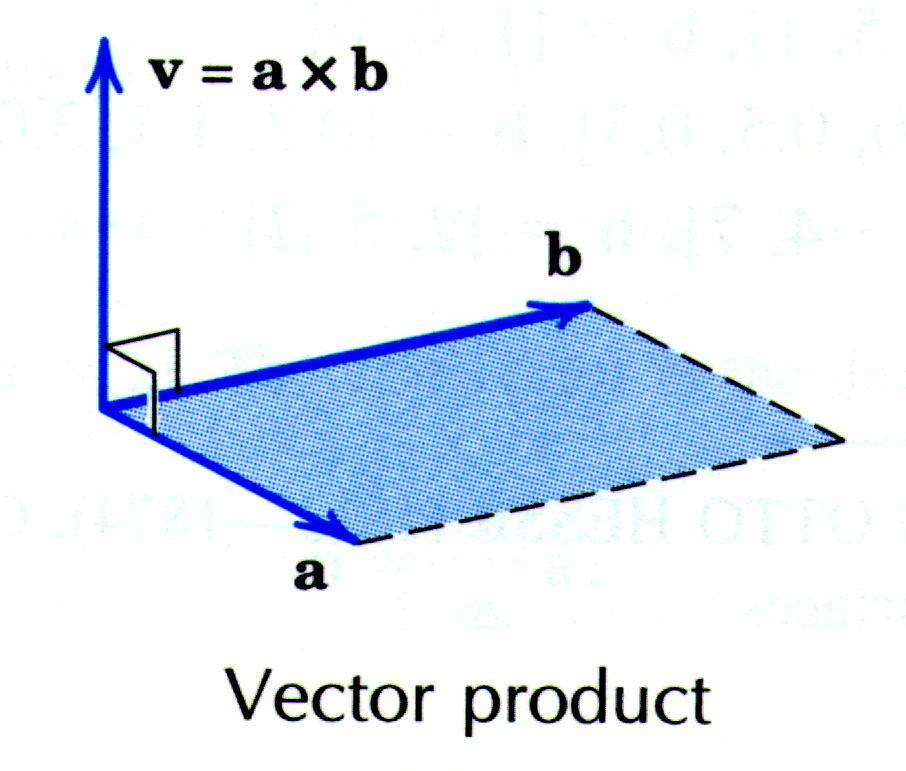 v = a × b
b
a
Vector product